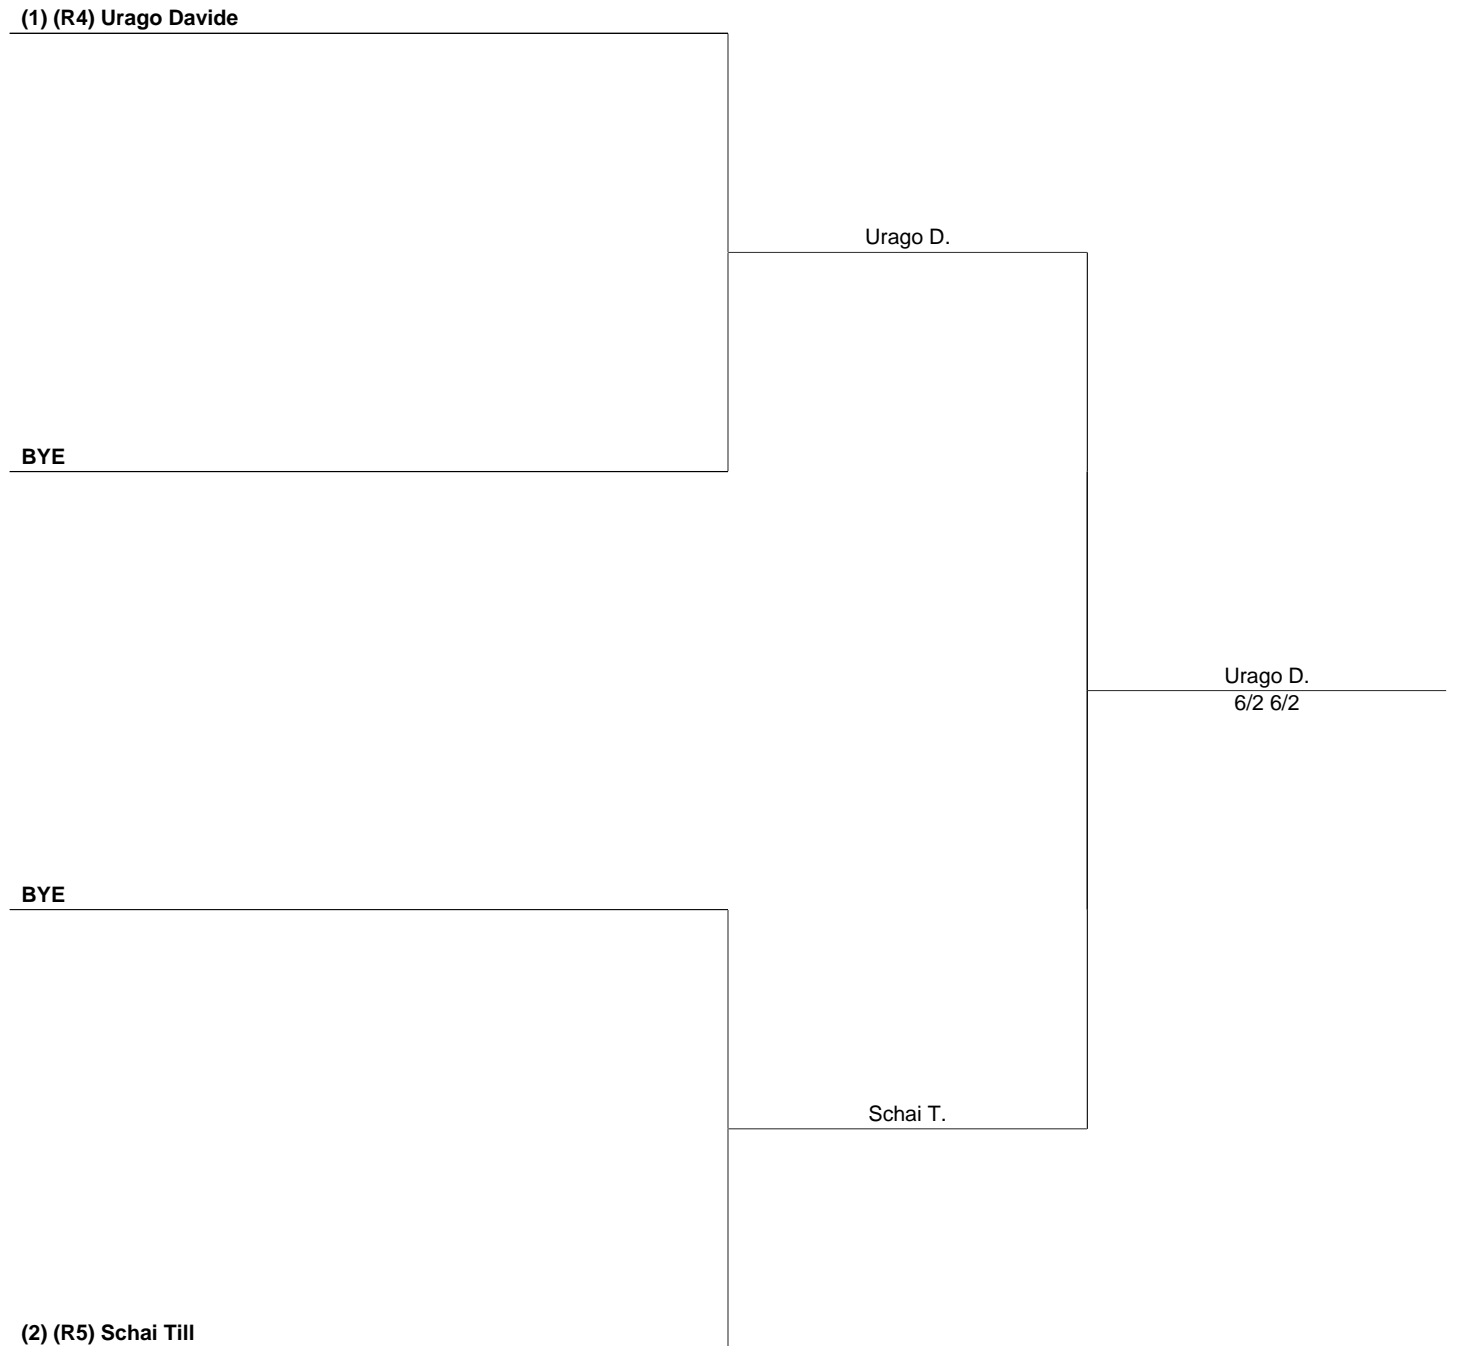 (1) (R4) Urago Davide
Urago D.
BYE
Urago D.
6/2 6/2
BYE
Schai T.
(2) (R5) Schai Till